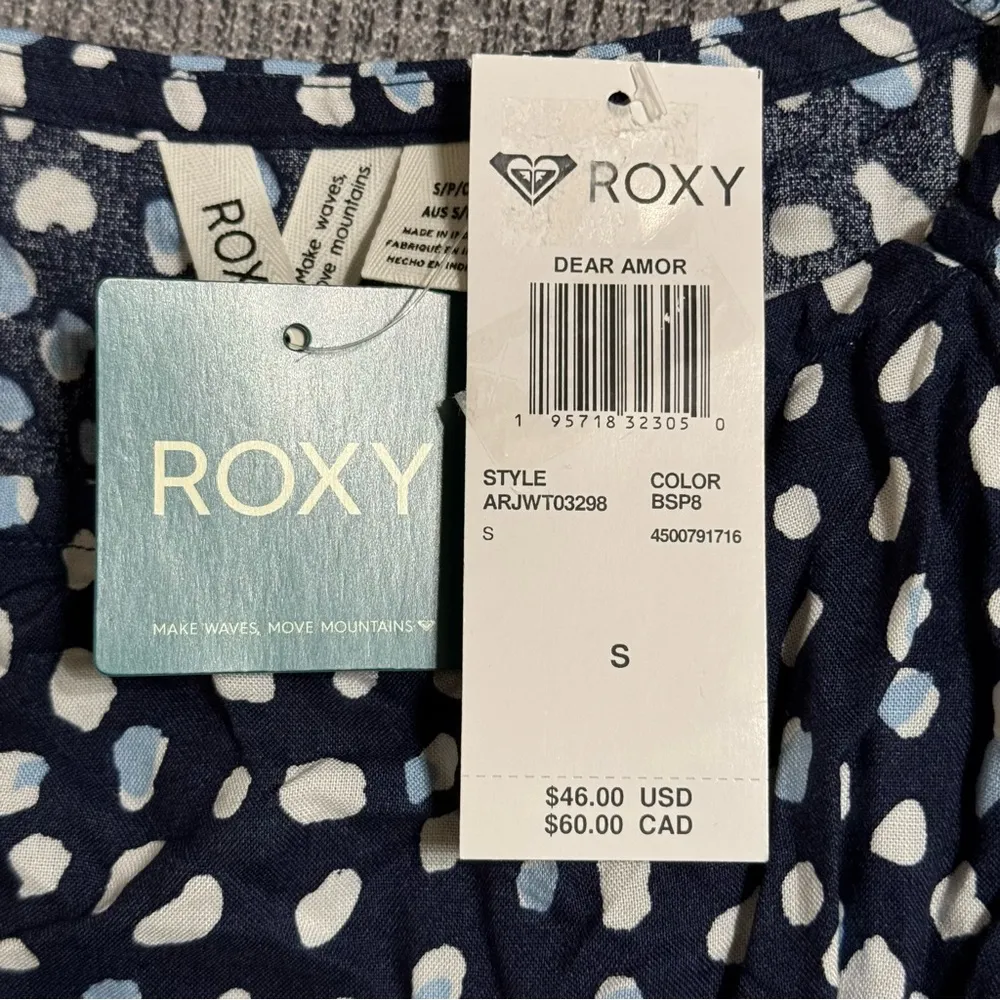 ROXY
Make waves,
move mountains
S/P/
AUS S/
MADE IN
FABRIQUÉ EN
HECHO EN
ROXY
MAKE WAVES, MOVE MOUNTAINS
ROXY
DEAR AMOR
1 95718 32305 0
STYLE COLOR
ARJWT03298 BSP8
S 4500791716
S
$46.00 USD
$60.00 CAD